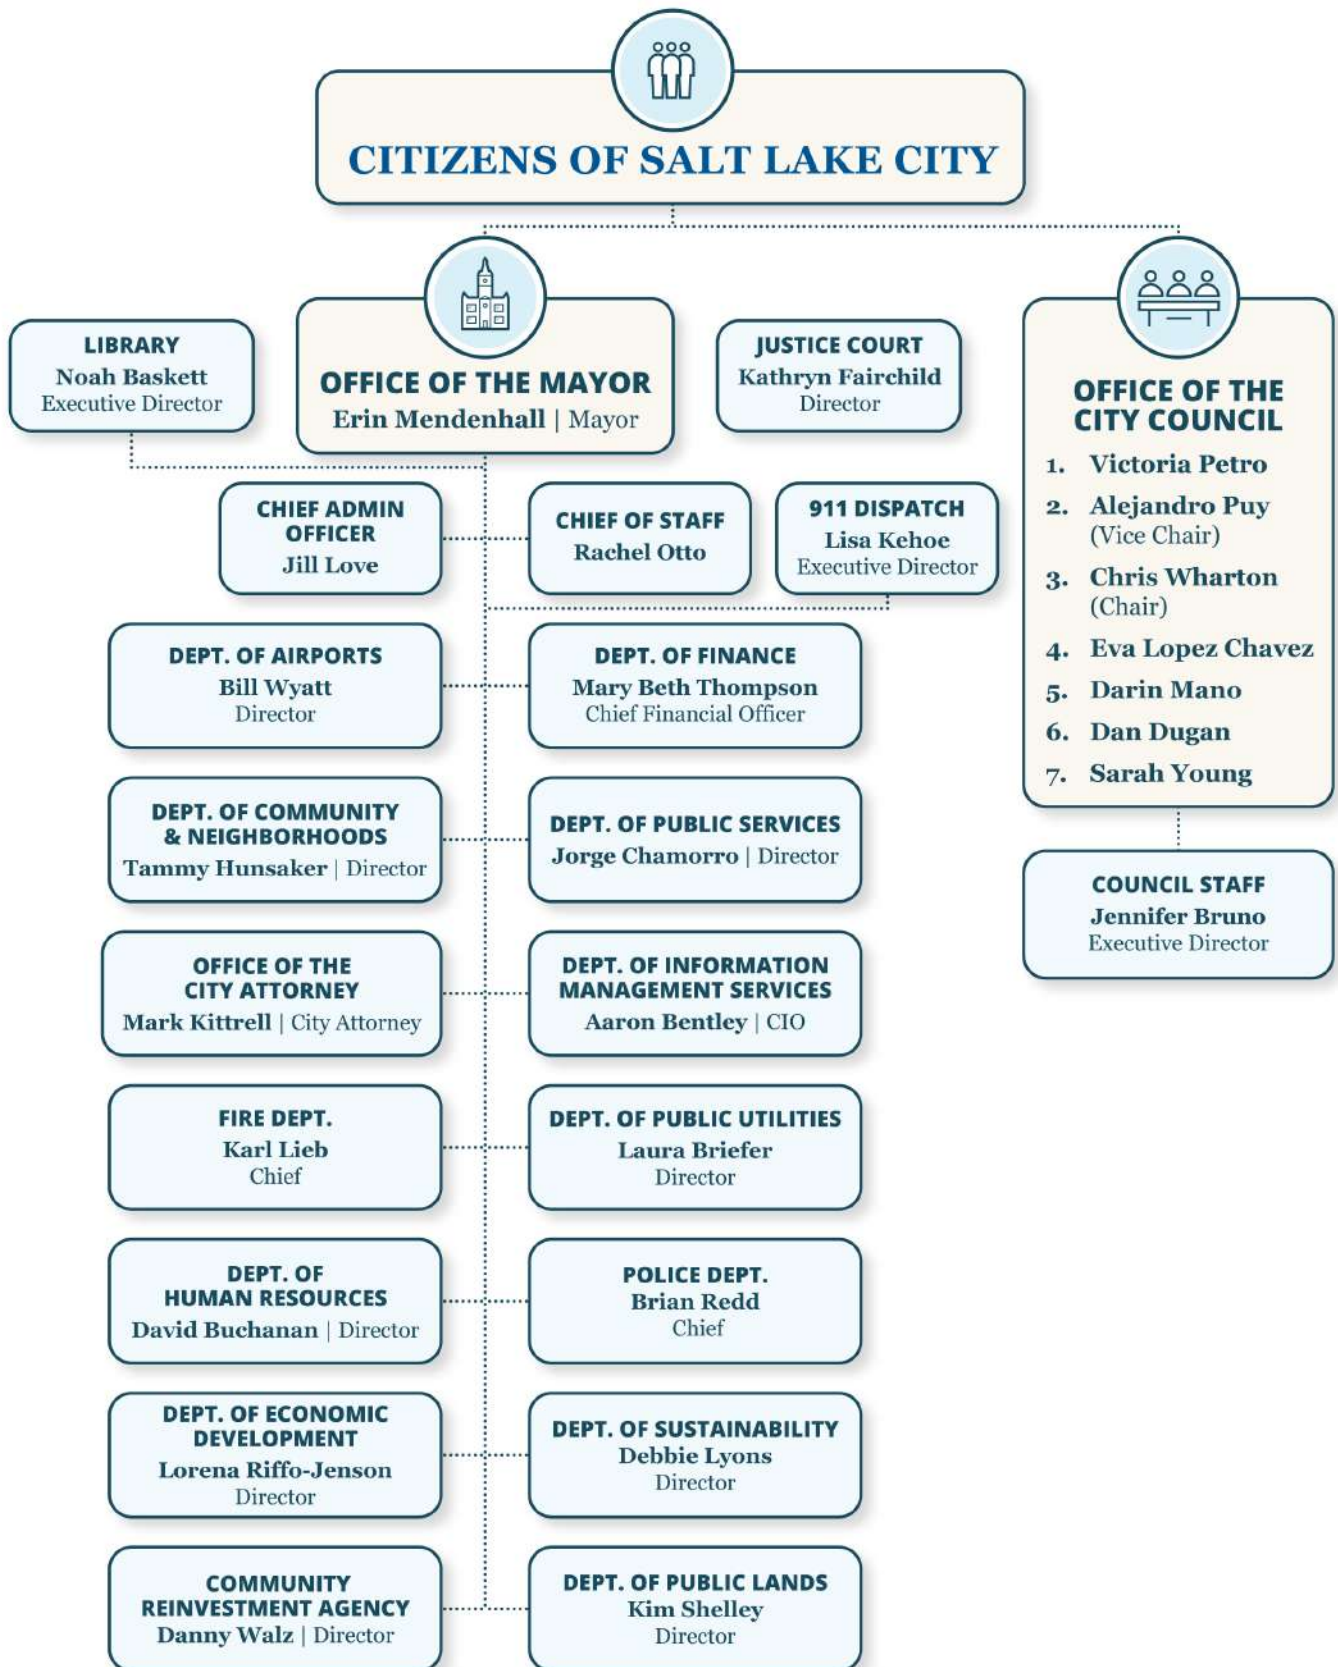 CITIZENS OF SALT LAKE CITY
LIBRARY
Noah Baskett
Executive Director
OFFICE OF THE MAYOR
Erin Mendenhall | Mayor
JUSTICE COURT
Kathryn Fairchild
Director
OFFICE OF THE
CITY COUNCIL
1. Victoria Petro
2. Alejandro Puy
(Vice Chair)
3. Chris Wharton
(Chair)
4. Eva Lopez Chavez
5. Darin Mano
6. Dan Dugan
7. Sarah Young
COUNCIL STAFF
Jennifer Bruno
Executive Director
CHIEF ADMIN
OFFICER
Jill Love
CHIEF OF STAFF
Rachel Otto
911 DISPATCH
Lisa Kehoe
Executive Director
DEPT. OF AIRPORTS
Bill Wyatt
Director
DEPT. OF FINANCE
Mary Beth Thompson
Chief Financial Officer
DEPT. OF COMMUNITY
& NEIGHBORHOODS
Tammy Hunsaker | Director
DEPT. OF PUBLIC SERVICES
Jorge Chamorro | Director
OFFICE OF THE
CITY ATTORNEY
Mark Kittrell | City Attorney
DEPT. OF INFORMATION
MANAGEMENT SERVICES
Aaron Bentley | CIO
FIRE DEPT.
Karl Lieb
Chief
DEPT. OF PUBLIC UTILITIES
Laura Briefer
Director
DEPT. OF
HUMAN RESOURCES
David Buchanan | Director
POLICE DEPT.
Brian Redd
Chief
DEPT. OF ECONOMIC
DEVELOPMENT
Lorena Riffo-Jenson
Director
DEPT. OF SUSTAINABILITY
Debbie Lyons
Director
COMMUNITY
REINVESTMENT AGENCY
Danny Walz | Director
DEPT. OF PUBLIC LANDS
Kim Shelley
Director